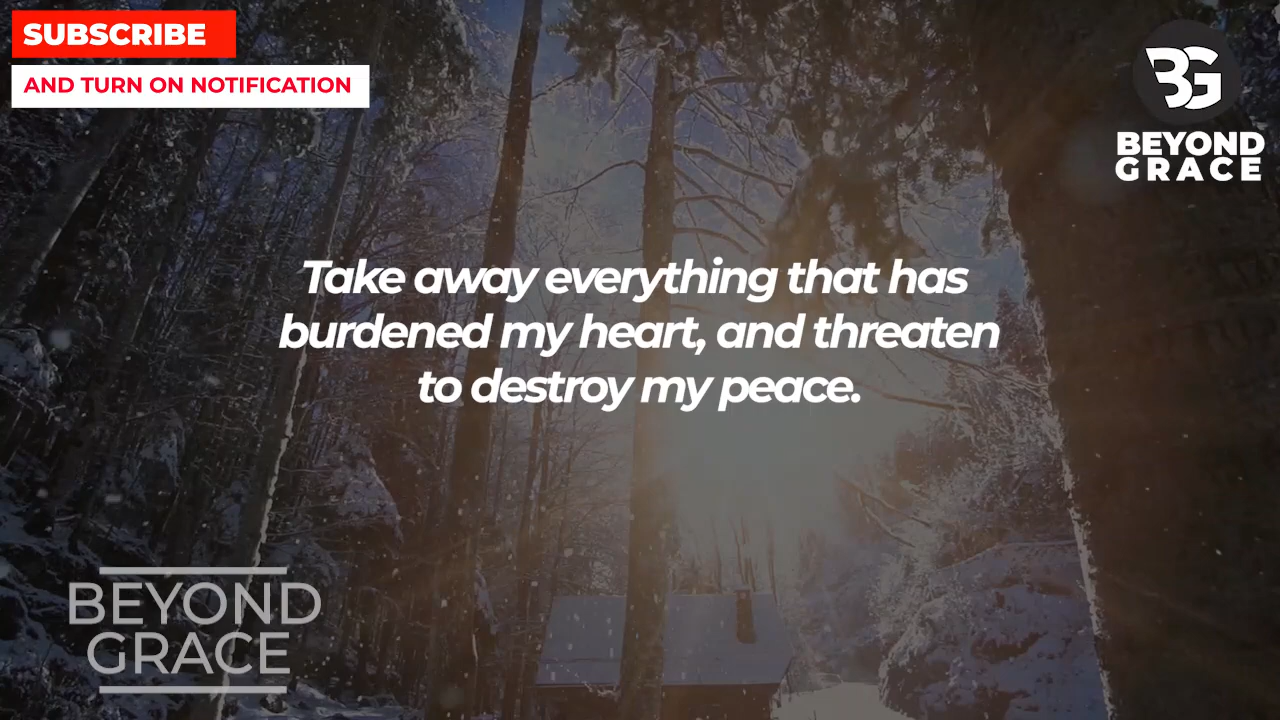 SUBSCRIBE
AND TURN ON NOTIFICATION
BG
BEYOND
GRACE
Take away everything that has
burdened my heart, and threaten
to destroy my peace.
BEYOND
GRACE